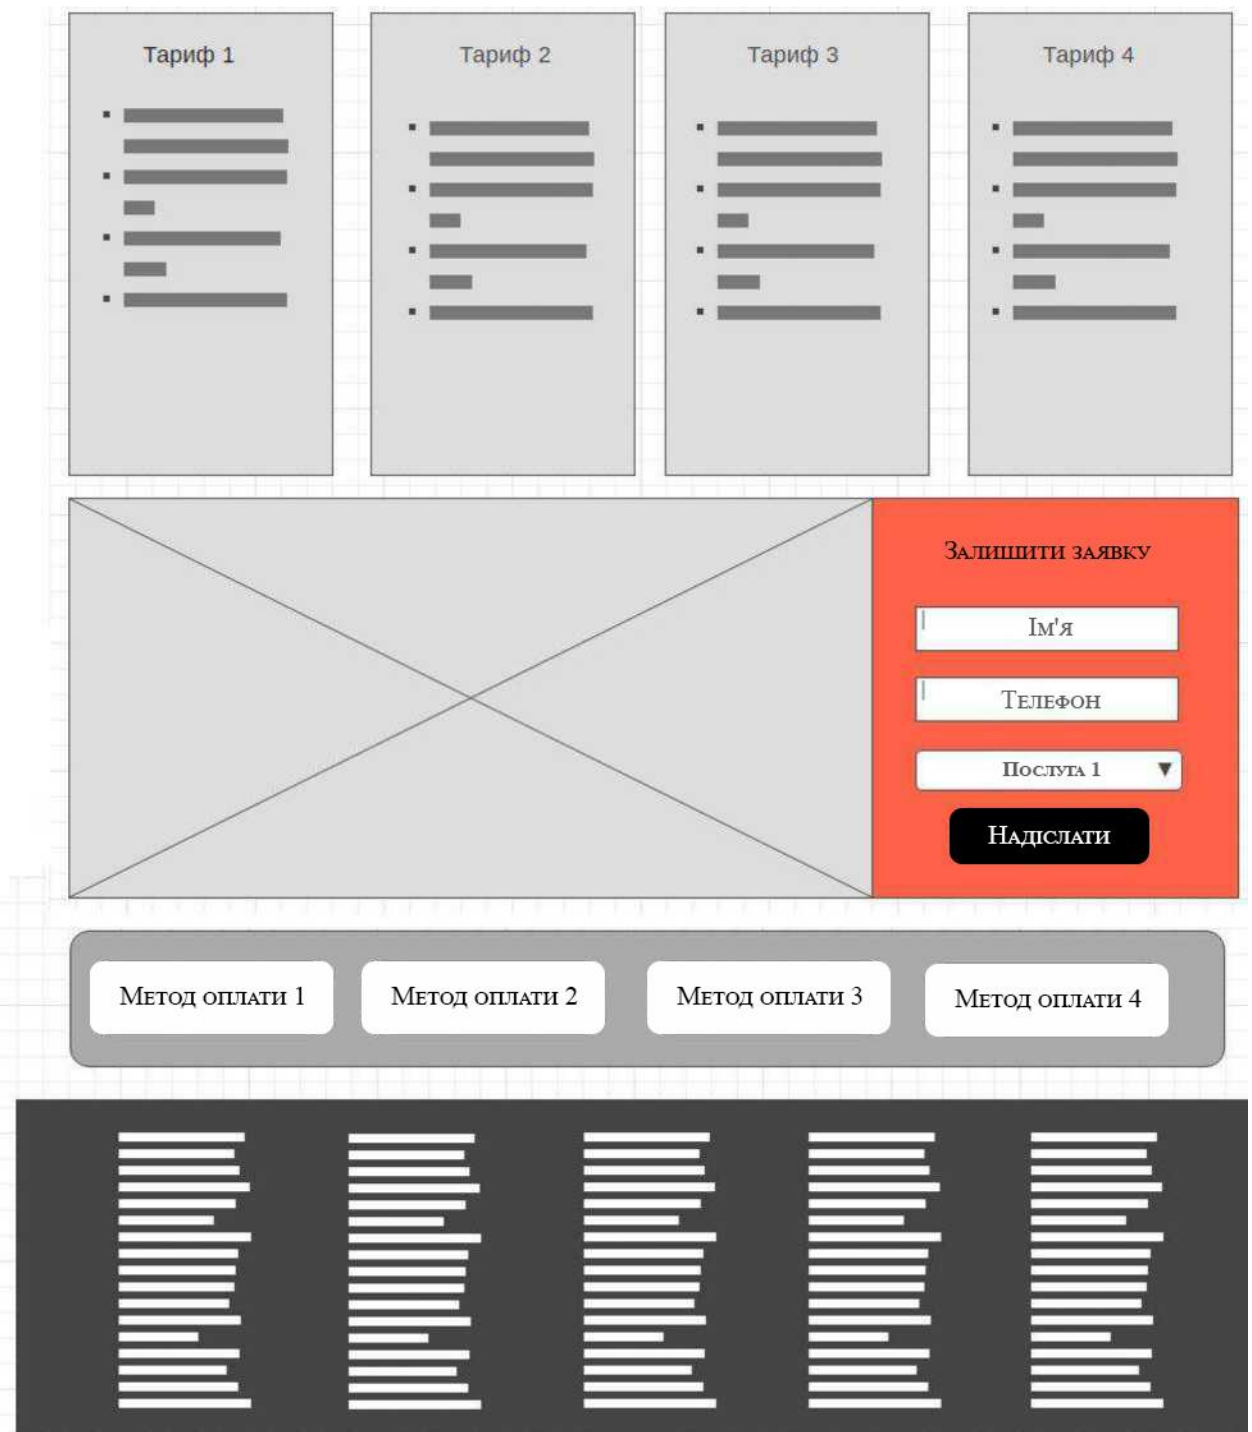 Тариф 1
Тариф 2
Тариф 3
Тариф 4
Залишити заявку
Ім'я
Телефон
Послуга 1
Надіслати
Метод оплати 1
Метод оплати 2
Метод оплати 3
Метод оплати 4